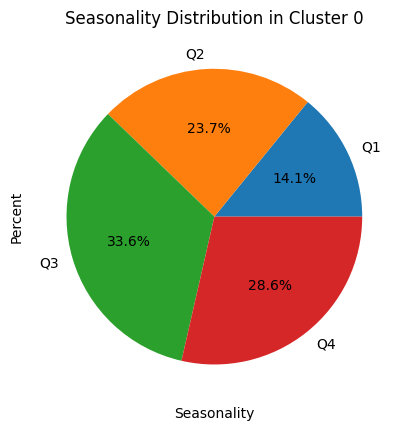 Seasonality Distribution in Cluster 0
Q2
23.7%
Q1
14.1%
Percent
33.6%
Q3
28.6%
Q4
Seasonality